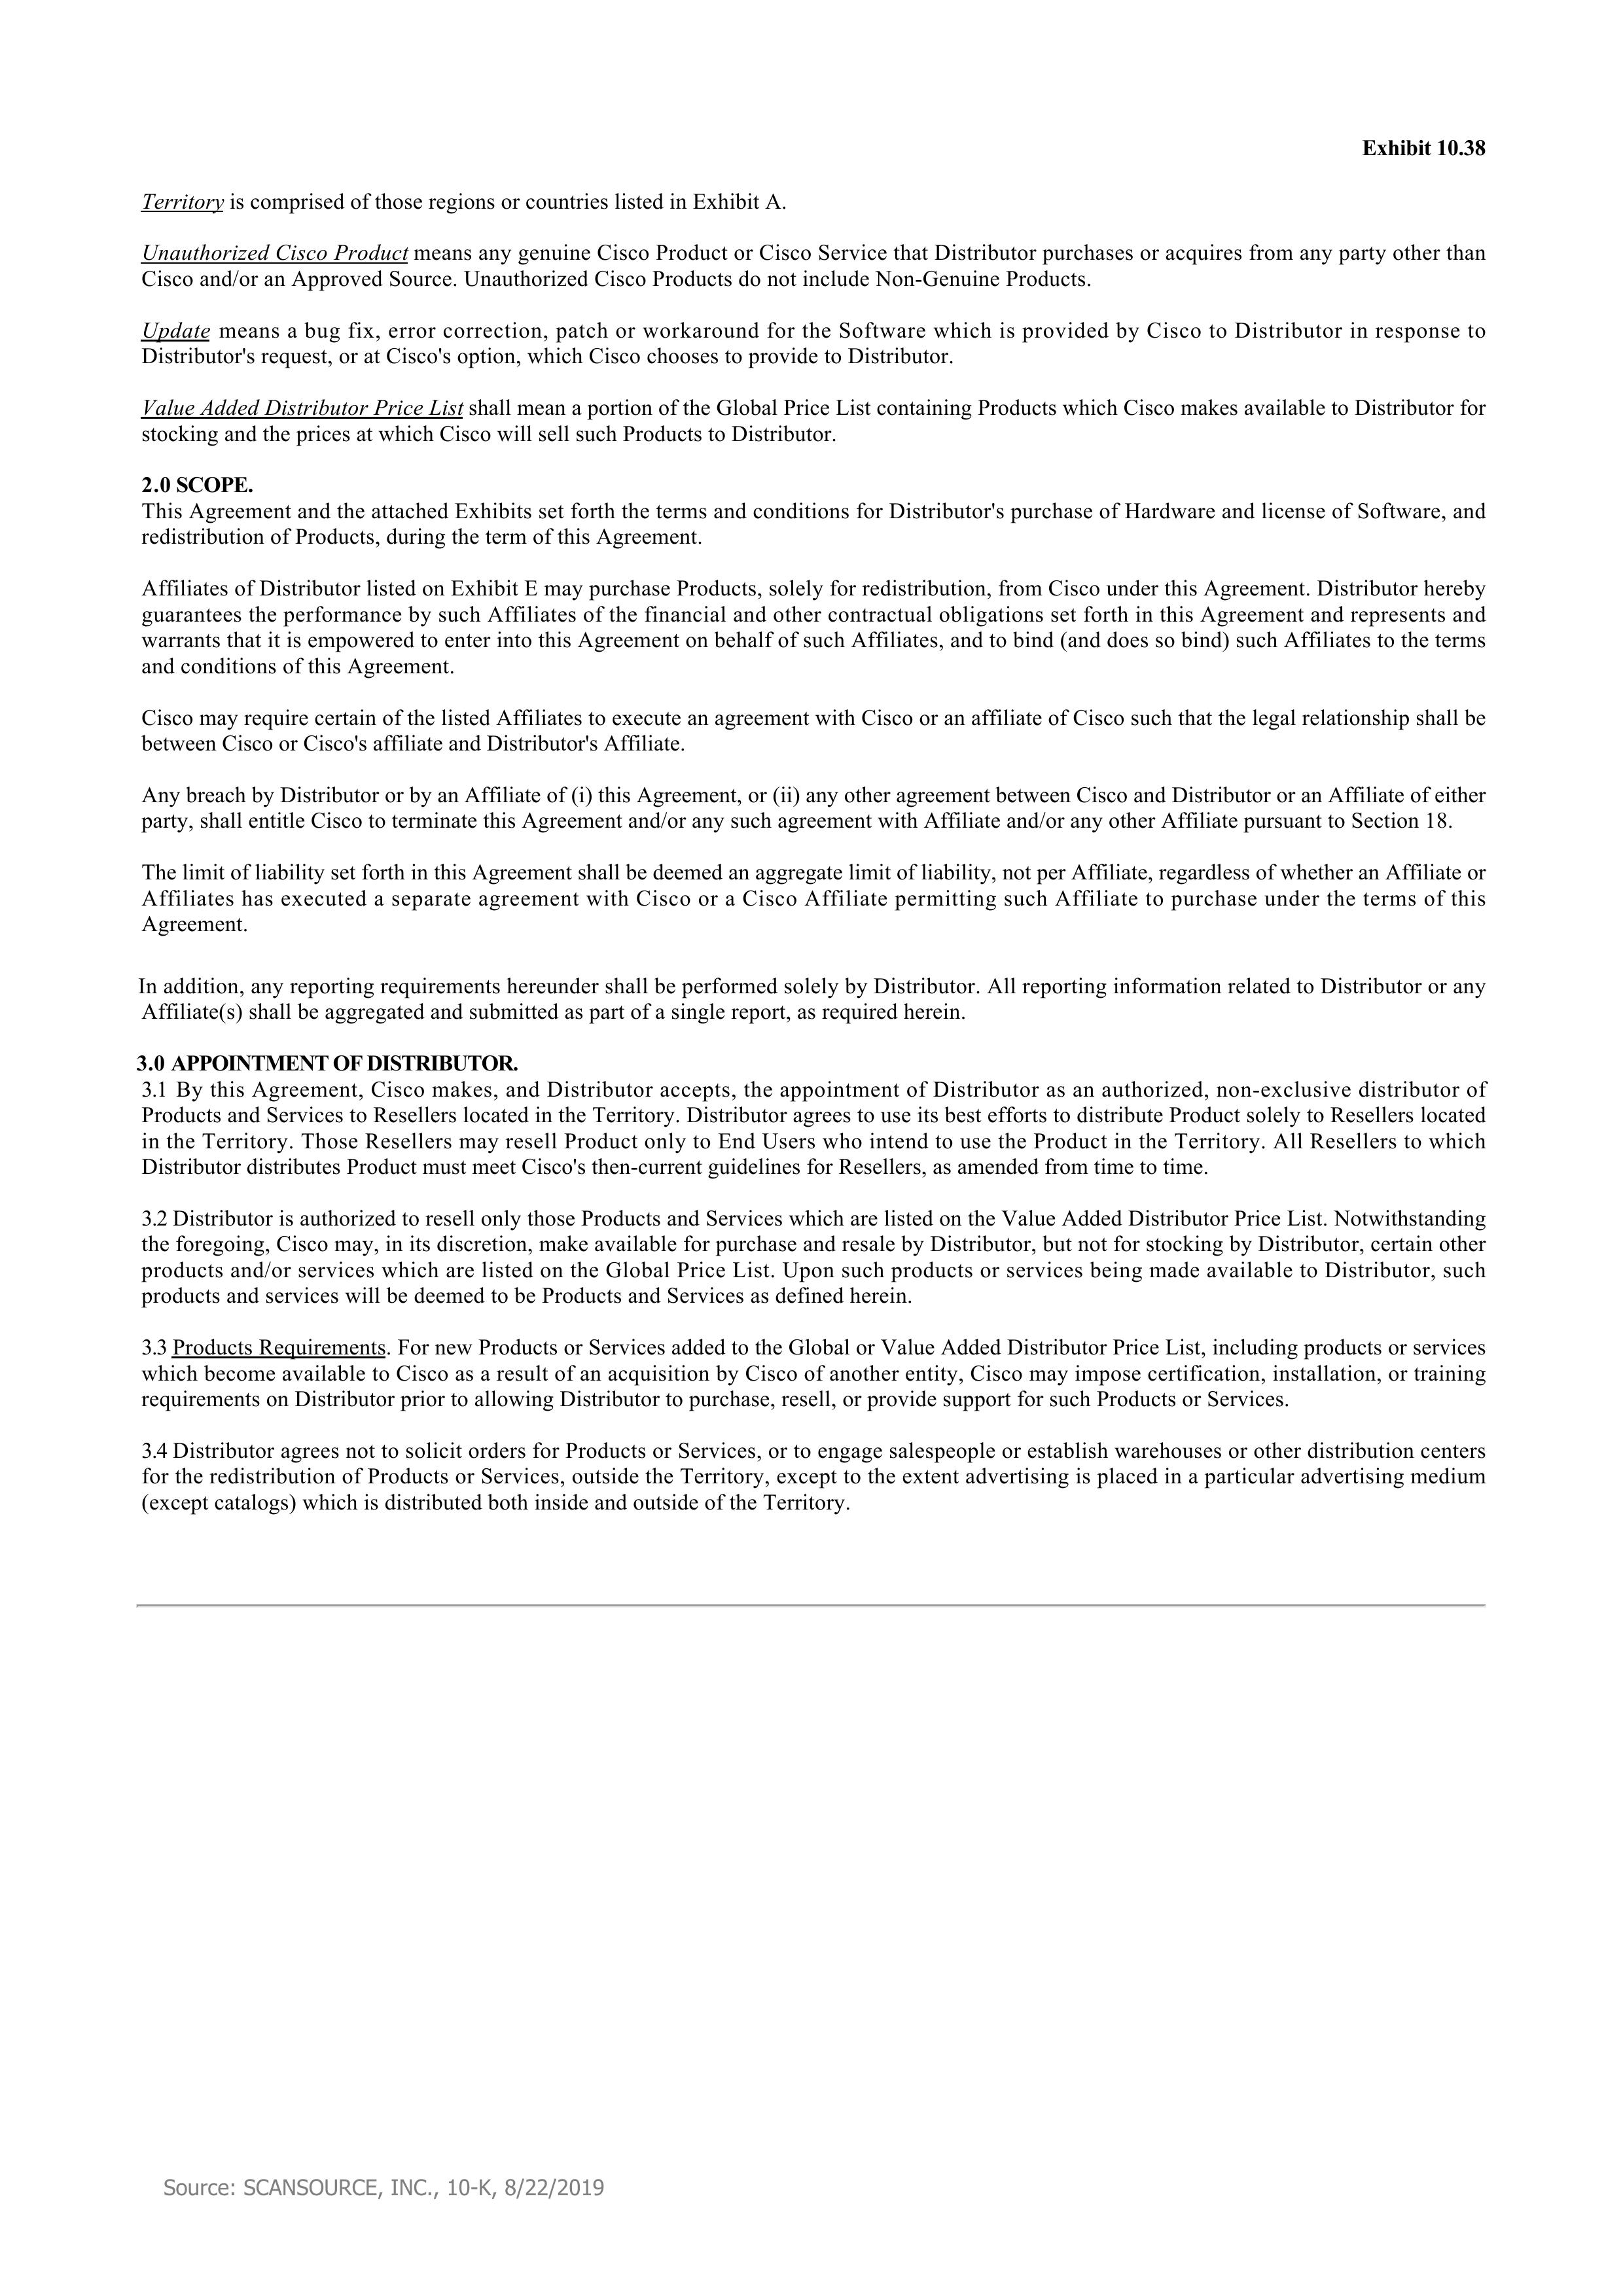 Exhibit 10.38
Territory is comprised of those regions or countries listed in Exhibit A.
Unauthorized Cisco Product means any genuine Cisco Product or Cisco Service that Distributor purchases or acquires from any party other than
Cisco and/or an Approved Source. Unauthorized Cisco Products do not include Non-Genuine Products.
Update means a bug fix, error correction, patch or workaround for the Software which is provided by Cisco to Distributor in response to
Distributor's request, or at Cisco's option, which Cisco chooses to provide to Distributor.
Value Added Distributor Price List shall mean a portion of the Global Price List containing Products which Cisco makes available to Distributor for
stocking and the prices at which Cisco will sell such Products to Distributor.
2.0 SCOPE.
This Agreement and the attached Exhibits set forth the terms and conditions for Distributor's purchase of Hardware and license of Software, and
redistribution of Products, during the term of this Agreement.
Affiliates of Distributor listed on Exhibit E may purchase Products, solely for redistribution, from Cisco under this Agreement. Distributor hereby
guarantees the performance by such Affiliates of the financial and other contractual obligations set forth in this Agreement and represents and
warrants that it is empowered to enter into this Agreement on behalf of such Affiliates, and to bind (and does so bind) such Affiliates to the terms
and conditions of this Agreement.
Cisco may require certain of the listed Affiliates to execute an agreement with Cisco or an affiliate of Cisco such that the legal relationship shall be
between Cisco or Cisco's affiliate and Distributor's Affiliate.
Any breach by Distributor or by an Affiliate of (i) this Agreement, or (ii) any other agreement between Cisco and Distributor or an Affiliate of either
party, shall entitle Cisco to terminate this Agreement and/or any such agreement with Affiliate and/or any other Affiliate pursuant to Section 18.
The limit of liability set forth in this Agreement shall be deemed an aggregate limit of liability, not per Affiliate, regardless of whether an Affiliate or
Affiliates has executed a separate agreement with Cisco or a Cisco Affiliate permitting such Affiliate to purchase under the terms of this
Agreement.
In addition, any reporting requirements hereunder shall be performed solely by Distributor. All reporting information related to Distributor or any
Affiliate(s) shall be aggregated and submitted as part of a single report, as required herein.
3.0 APPOINTMENT OF DISTRIBUTOR.
3.1 By this Agreement, Cisco makes, and Distributor accepts, the appointment of Distributor as an authorized, non-exclusive distributor of
Products and Services to Resellers located in the Territory. Distributor agrees to use its best efforts to distribute Product solely to Resellers located
in the Territory. Those Resellers may resell Product only to End Users who intend to use the Product in the Territory. All Resellers to which
Distributor distributes Product must meet Cisco's then-current guidelines for Resellers, as amended from time to time.
3.2 Distributor is authorized to resell only those Products and Services which are listed on the Value Added Distributor Price List. Notwithstanding
the foregoing, Cisco may, in its discretion, make available for purchase and resale by Distributor, but not for stocking by Distributor, certain other
products and/or services which are listed on the Global Price List. Upon such products or services being made available to Distributor, such
products and services will be deemed to be Products and Services as defined herein.
3.3 Products Requirements. For new Products or Services added to the Global or Value Added Distributor Price List, including products or services
which become available to Cisco as a result of an acquisition by Cisco of another entity, Cisco may impose certification, installation, or training
requirements on Distributor prior to allowing Distributor to purchase, resell, or provide support for such Products or Services.
3.4 Distributor agrees not to solicit orders for Products or Services, or to engage salespeople or establish warehouses or other distribution centers
for the redistribution of Products or Services, outside the Territory, except to the extent advertising is placed in a particular advertising medium
(except catalogs) which is distributed both inside and outside of the Territory.
Source: SCANSOURCE, INC., 10-K, 8/22/2019